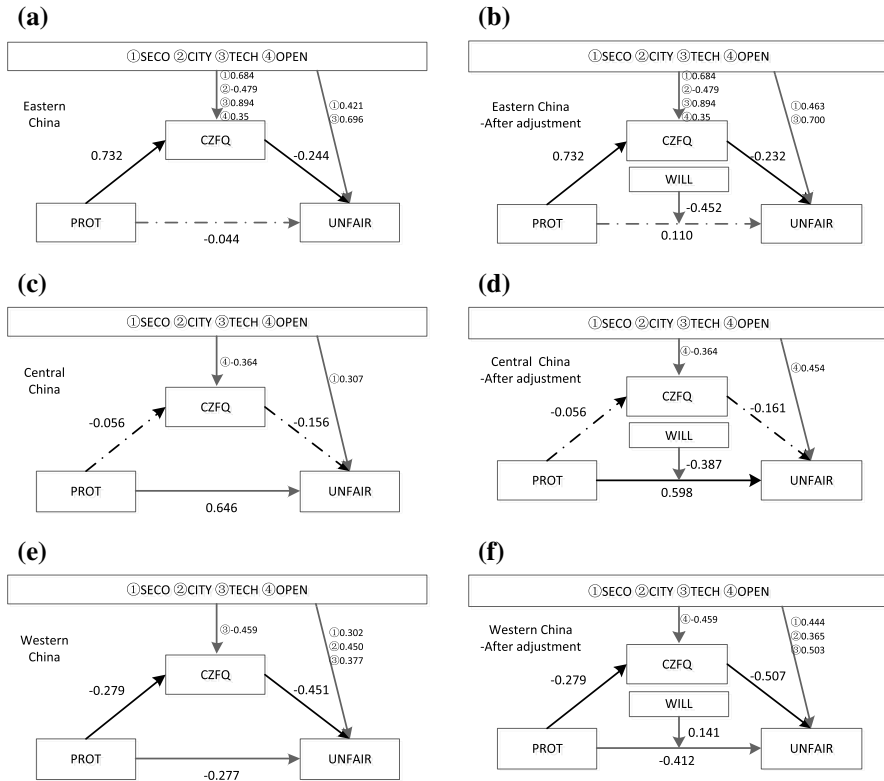 (a)
①SECO ②CITY ③TECH ④OPEN
①0.684
②-0.479
③0.894
④0.35
①0.421
③0.696
Eastern
China
CZFQ
0.732
-0.244
PROT
UNFAIR
-0.044
(b)
①SECO ②CITY ③TECH ④OPEN
①0.684
②-0.479
③0.894
④0.35
①0.463
③0.700
Eastern China
-After adjustment
CZFQ
0.732
-0.232
WILL
-0.452
PROT
UNFAIR
0.110
(c)
①SECO ②CITY ③TECH ④OPEN
④-0.364
①0.307
Central
China
CZFQ
-0.056
-0.156
PROT
UNFAIR
0.646
(d)
①SECO ②CITY ③TECH ④OPEN
④-0.364
④0.454
Central China
-After adjustment
CZFQ
-0.056
-0.161
WILL
-0.387
PROT
UNFAIR
0.598
(e)
①SECO ②CITY ③TECH ④OPEN
③-0.459
①0.302
②0.450
③0.377
Western
China
CZFQ
-0.279
-0.451
PROT
UNFAIR
-0.277
(f)
①SECO ②CITY ③TECH ④OPEN
④-0.459
①0.444
②0.365
③0.503
Western China
-After adjustment
CZFQ
-0.279
-0.507
WILL
0.141
PROT
UNFAIR
-0.412